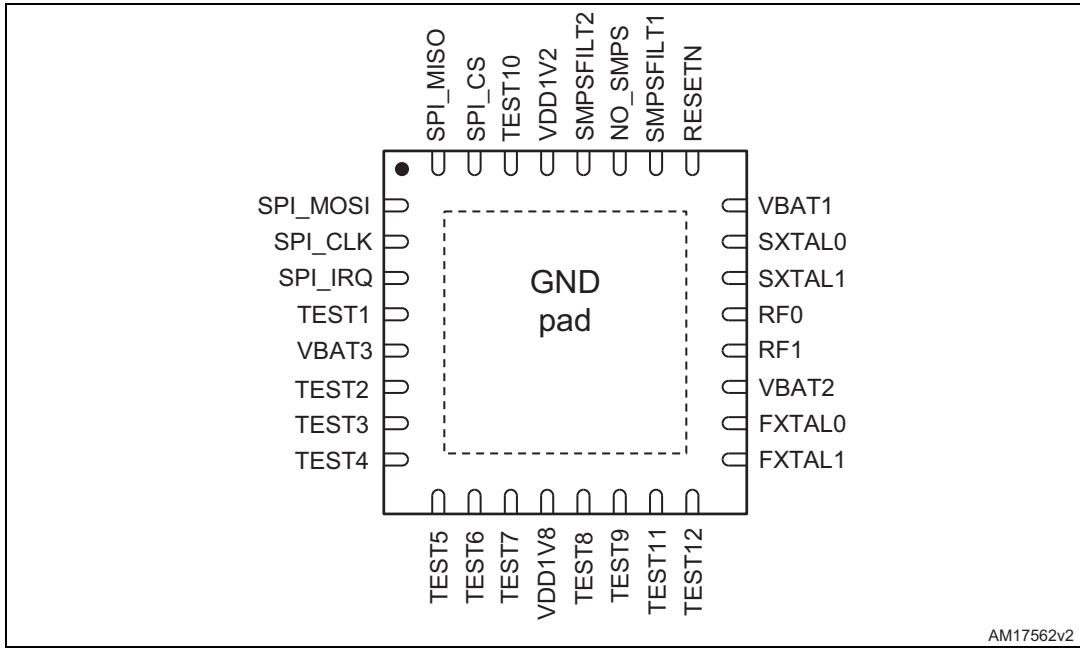 SPI_MISO
SPI_CS
TEST10
VDD1V2
SMPSFILT2
NO_SMPS
SMPSFILT1
RESETN
SPI_MOSI
SPI_CLK
SPI_IRQ
TEST1
VBAT3
TEST2
TEST3
TEST4
GND
pad
VBAT1
SXTAL0
SXTAL1
RF0
RF1
VBAT2
FXTAL0
FXTAL1
TEST5
TEST6
TEST7
VDD1V8
TEST8
TEST9
TEST11
TEST12
AM17562v2